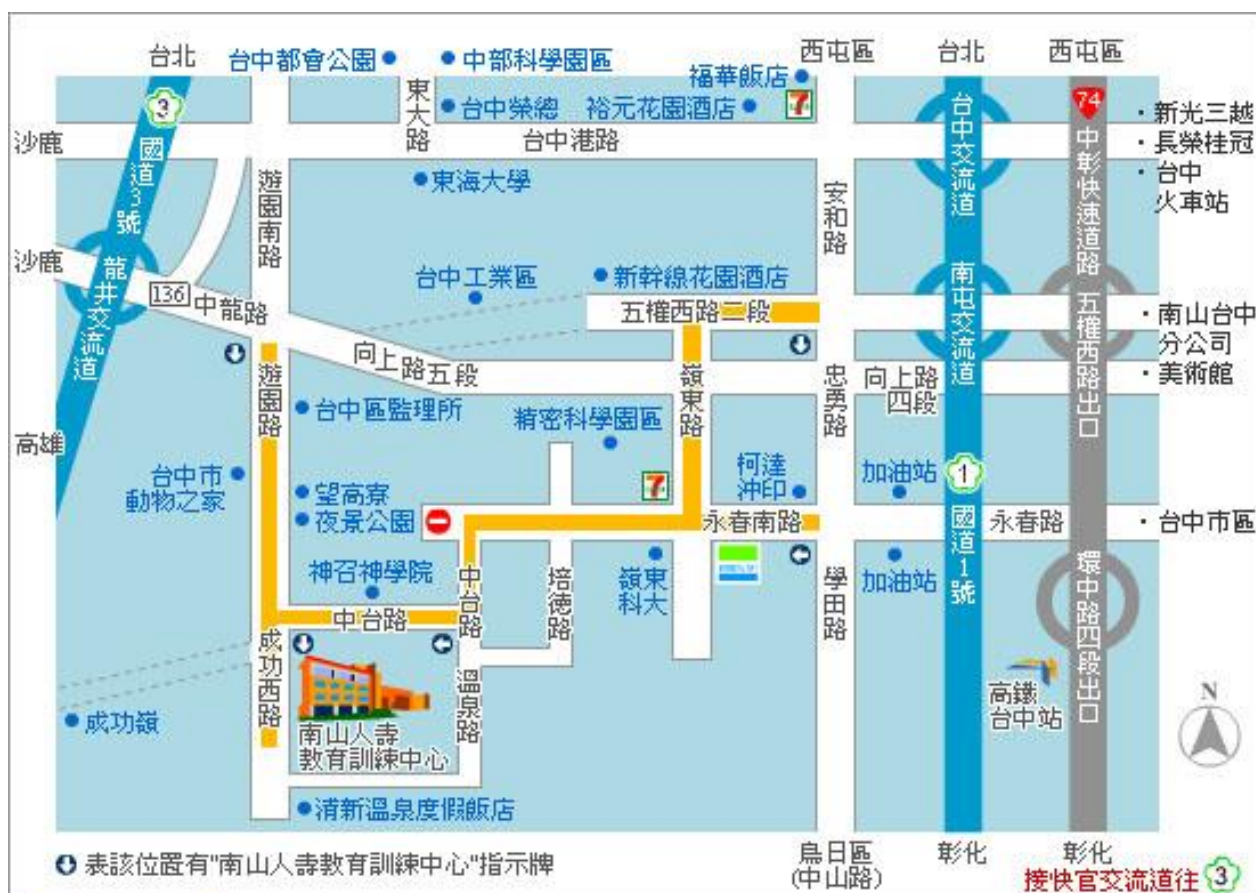 台北
台中都會公園
中部科學園區
西屯區
台北
西屯區
福華飯店
3
東大路
台中榮總
裕元花園酒店
7
台中交流道
74
新光三越
沙鹿
國道3號
台中港路
長榮桂冠
遊園南路
東海大學
安和路
中彰快速道路
台中
火車站
沙鹿
龍井交流道
136
中龍路
台中工業區
新幹線花園酒店
南屯交流道
五權西路二段
五權西路出口
南山台中
分公司
向上路五段
嶺東路
忠勇路
向上路
四段
美術館
遊園路
台中區監理所
精密科學園區
高雄
台中市
動物之家
望高寮
夜景公園
7
柯達
沖印
加油站
1
永春南路
國道1號
永春路
台中市區
神召神學院
中台路
培德路
嶺東
科大
學田路
加油站
環中路四段出口
中台路
成功西路
溫泉路
高鐵
台中站
N
成功嶺
南山人壽
教育訓練中心
清新溫泉度假飯店
表該位置有"南山人壽教育訓練中心"指示牌
烏日區
(中山路)
彰化
彰化
接快官交流道往 3